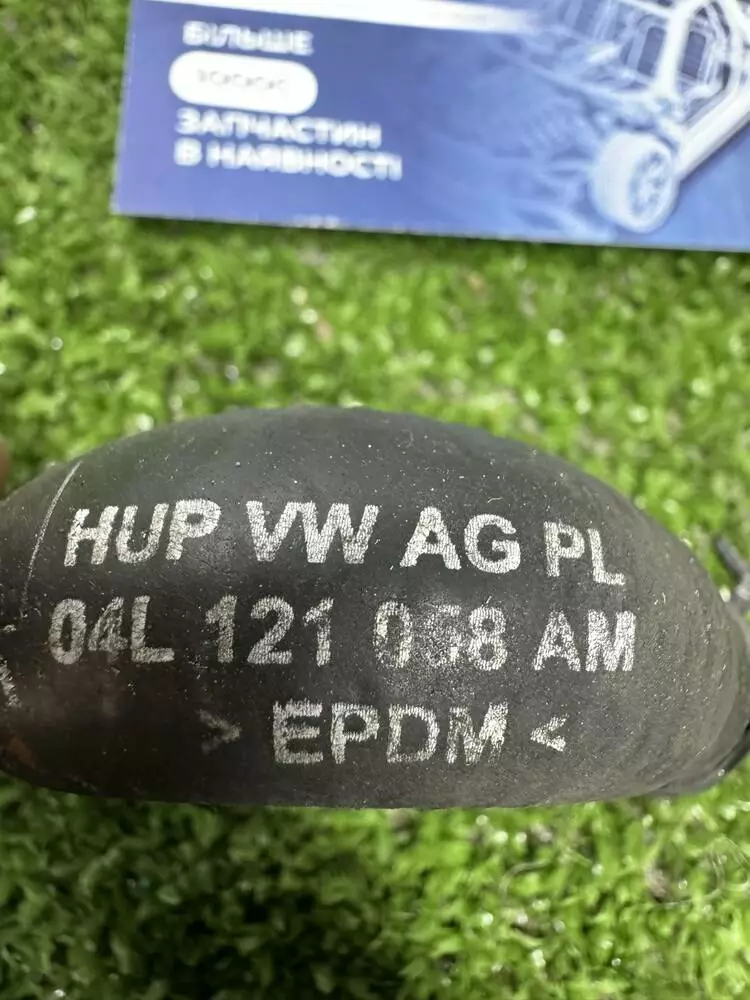 БІЛЬШЕ
ЗАПЧАСТИН
В НАЯВНОСТІ
HUP VW AG PL
04L 121 058 AM
> EPDM <